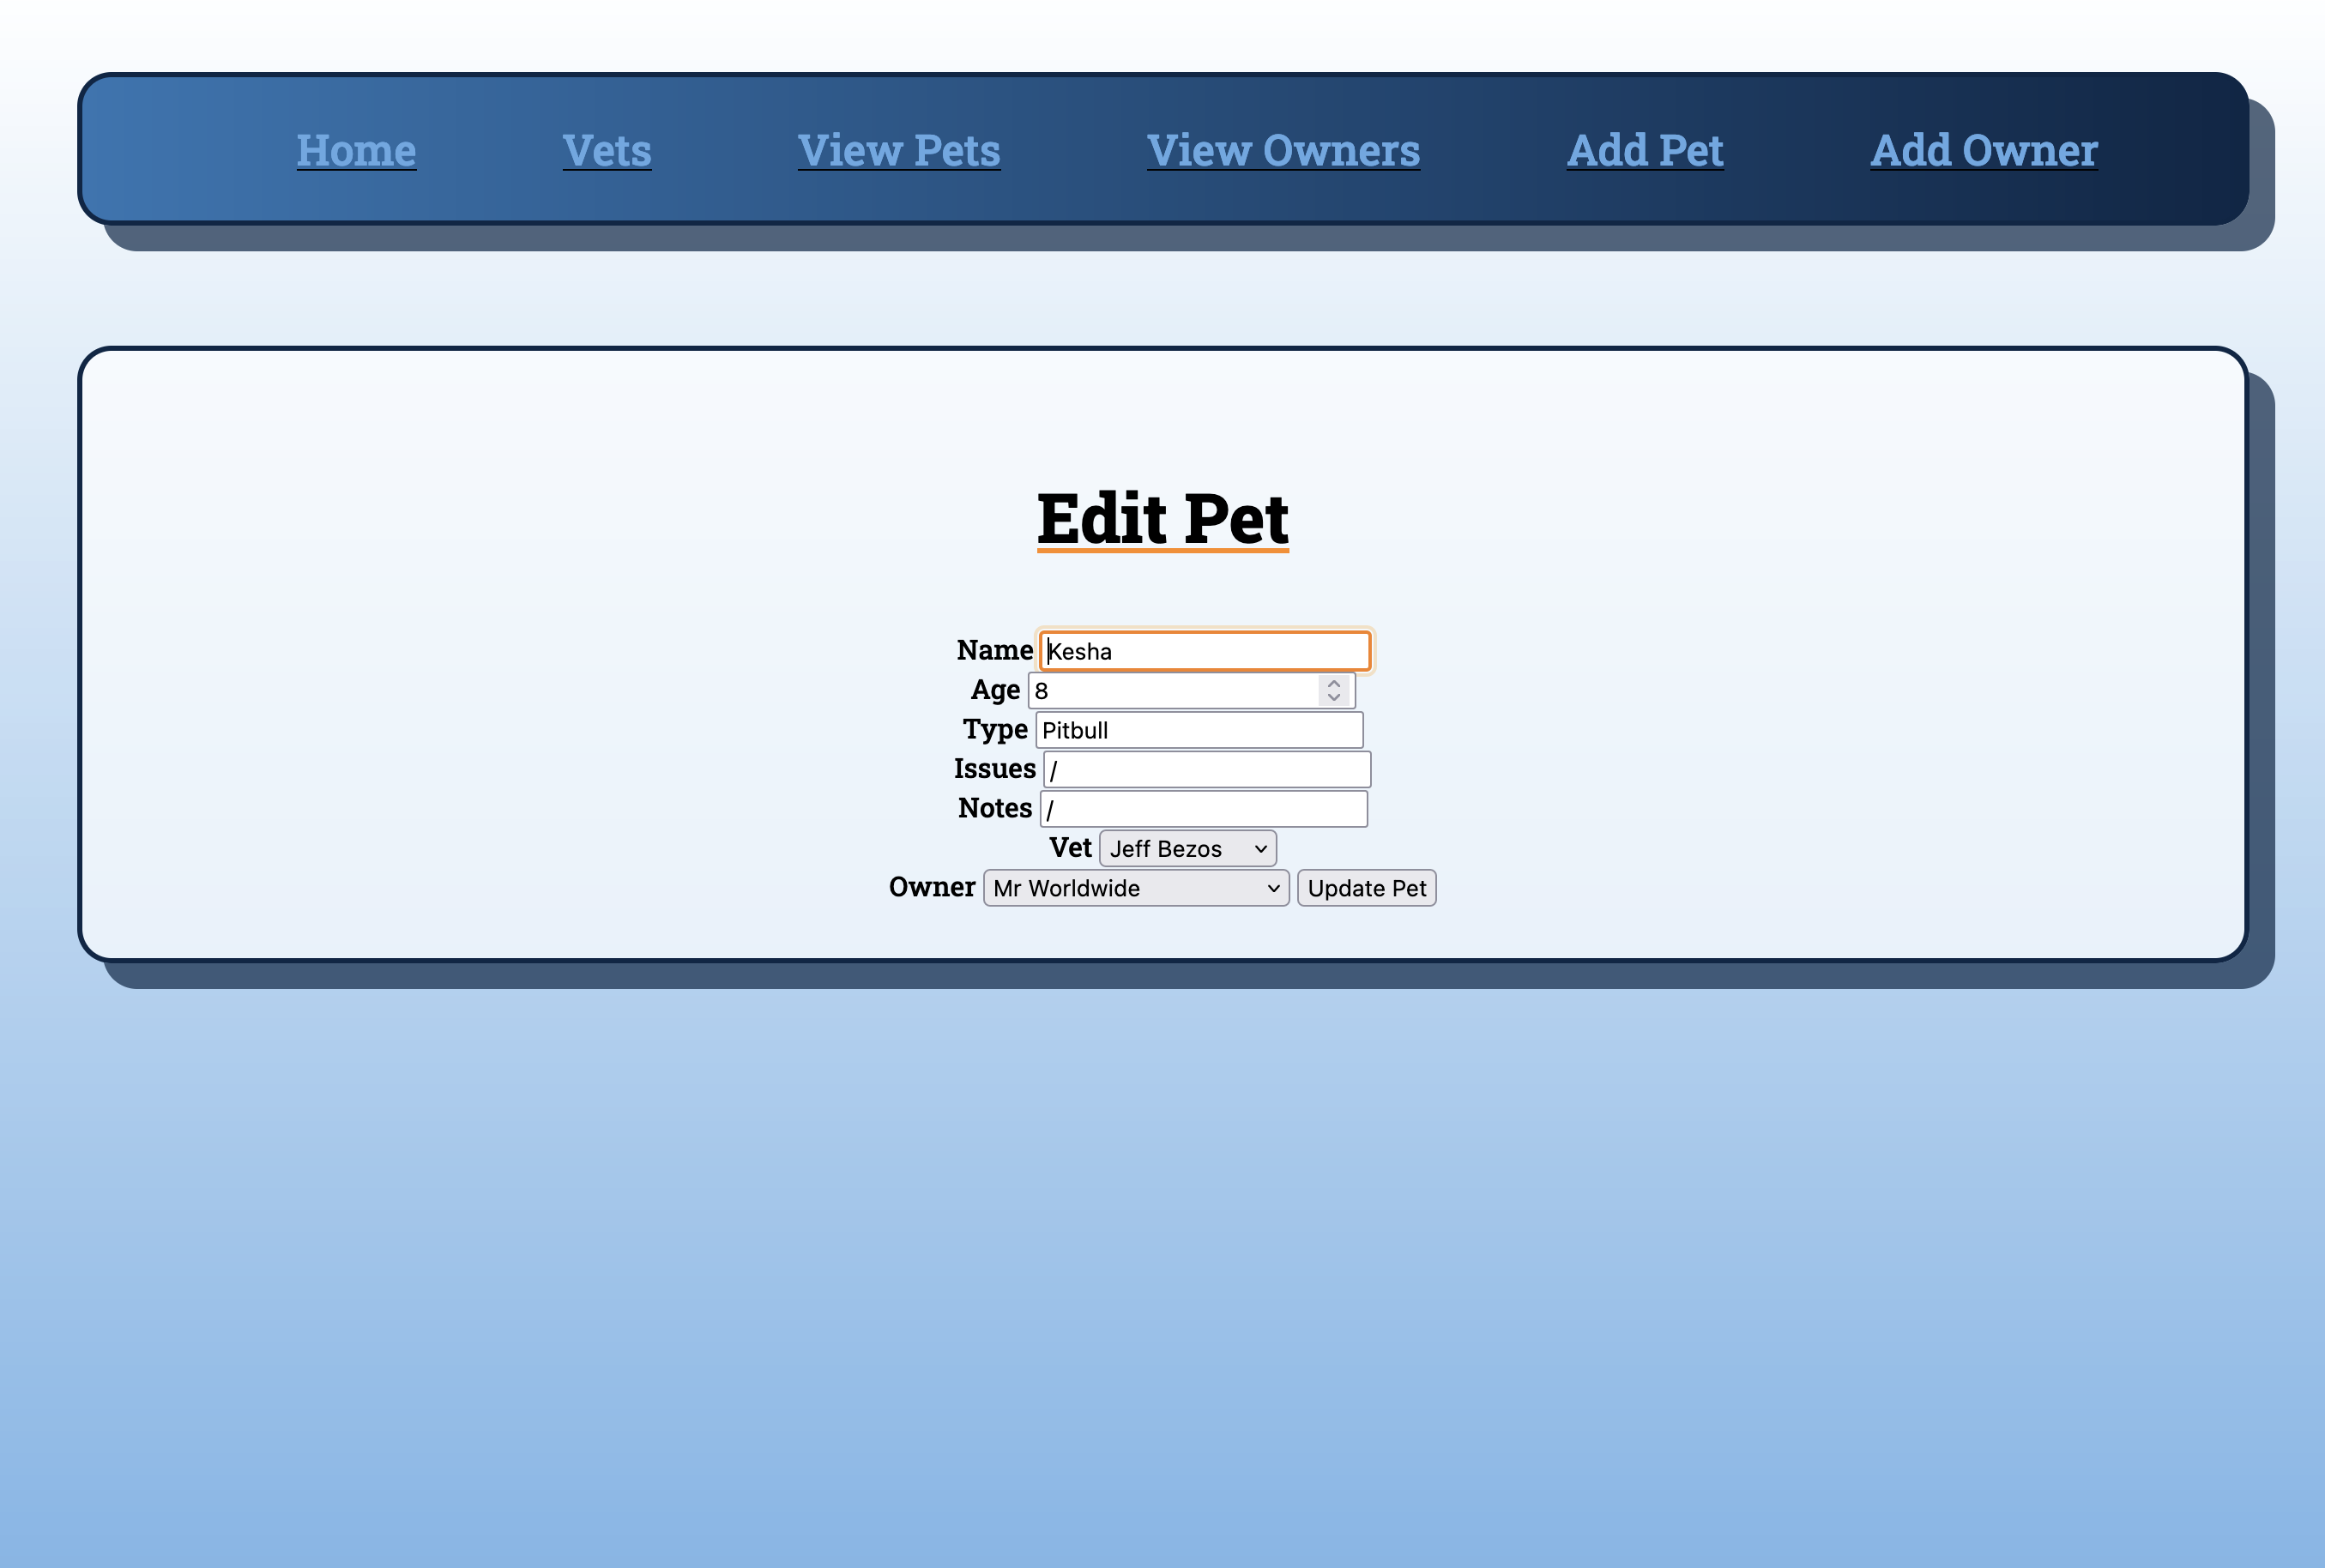 Home Vets View Pets View Owners Add Pet Add Owner
Edit Pet
Name Kesha
Age 8
Type Pitbull
Issues /
Notes /
Vet Jeff Bezos
Owner Mr Worldwide Update Pet